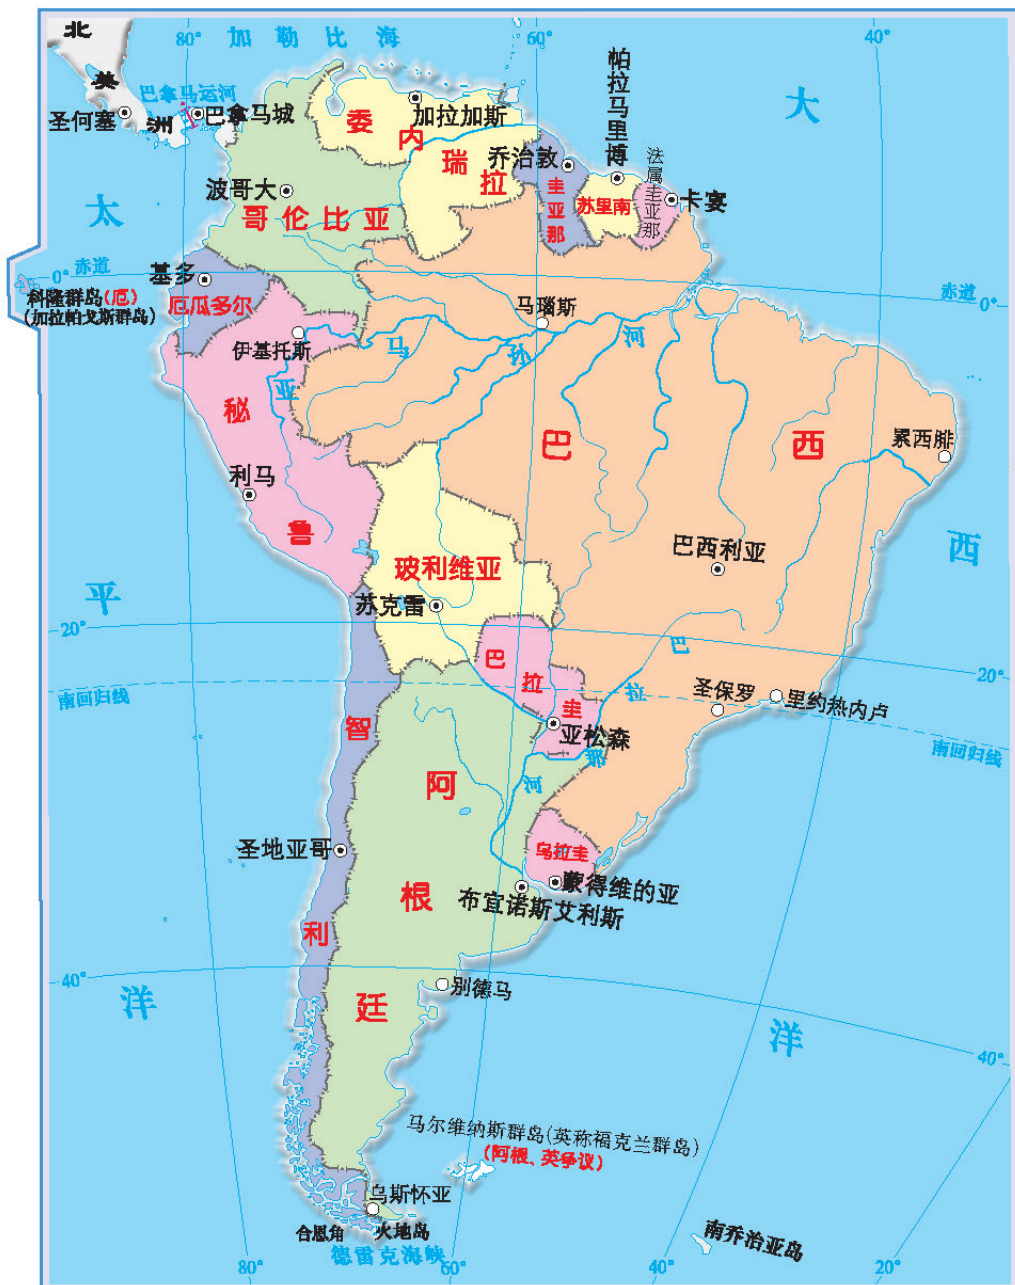 北
美
洲
80°
加勒比海
60°
40°
大
西
洋
太
平
洋
巴拿马运河
圣何塞
巴拿马城
委内瑞拉
加拉加斯
帕拉马里博
乔治敦
圭亚那
苏里南
法属圭亚那
卡宴
波哥大
哥伦比亚
0°
赤道
基多
厄瓜多尔
科隆群岛(厄)
(加拉帕戈斯群岛)
赤道
0°
马瑙斯
伊基托斯
亚马孙河
秘鲁
利马
巴西
累西腓
巴西利亚
玻利维亚
苏克雷
20°
20°
巴拉圭
巴拉那河
南回归线
圣保罗
里约热内卢
南回归线
亚松森
智利
阿根廷
圣地亚哥
乌拉圭
蒙得维的亚
布宜诺斯艾利斯
40°
别德马
40°
马尔维纳斯群岛(英称福克兰群岛)
(阿根、英争议)
乌斯怀亚
合恩角
火地岛
德雷克海峡
南乔治亚岛
80°
60°
40°
20°